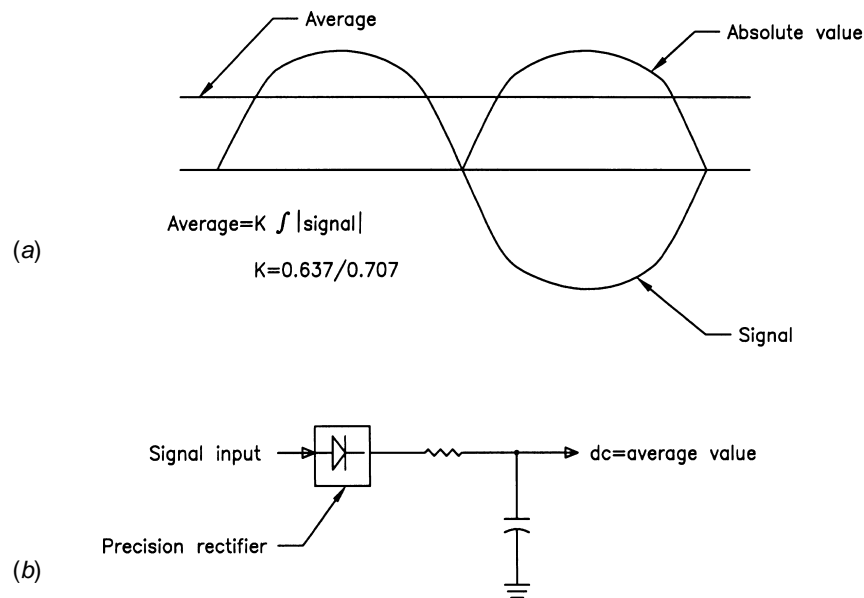 Average
Absolute value
Average=K ∫ |signal|
(a)
K=0.637/0.707
Signal
Signal input
dc=average value
Precision rectifier
(b)